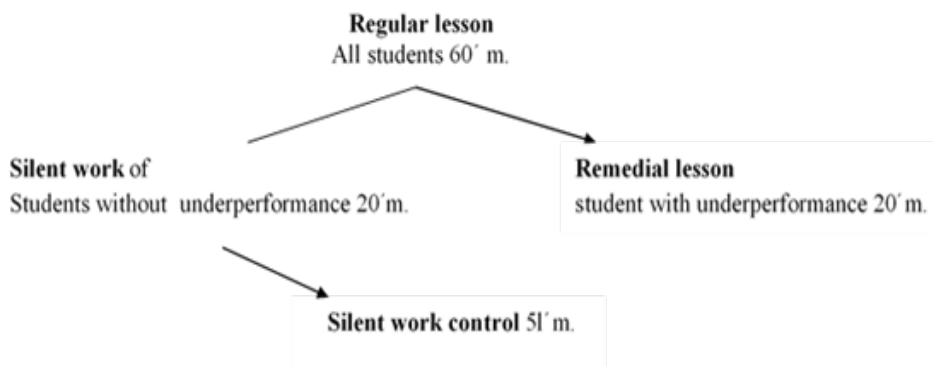 Regular lesson
All students 60´ m.
Silent work of
Students without underperformance 20´m.
Remedial lesson
student with underperformance 20´ m.
Silent work control 5l´ m.